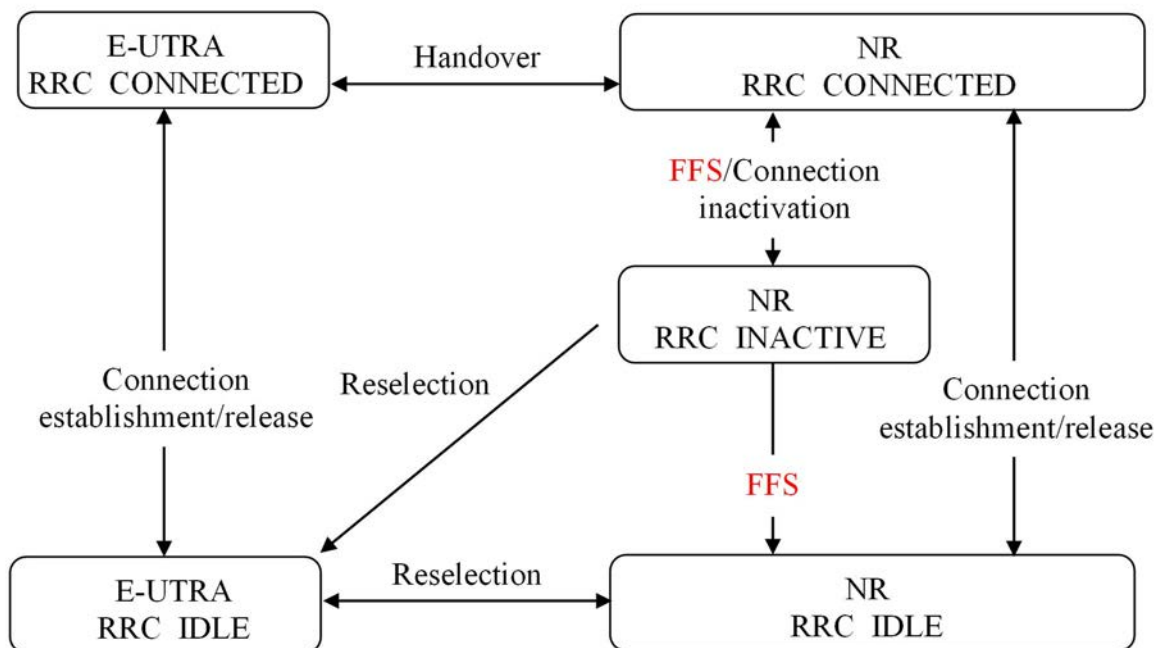 E-UTRA
RRC CONNECTED
Handover
NR
RRC CONNECTED
FFS/Connection
inactivation
NR
RRC INACTIVE
Connection
establishment/release
Reselection
Connection
establishment/release
FFS
E-UTRA
RRC IDLE
Reselection
NR
RRC IDLE